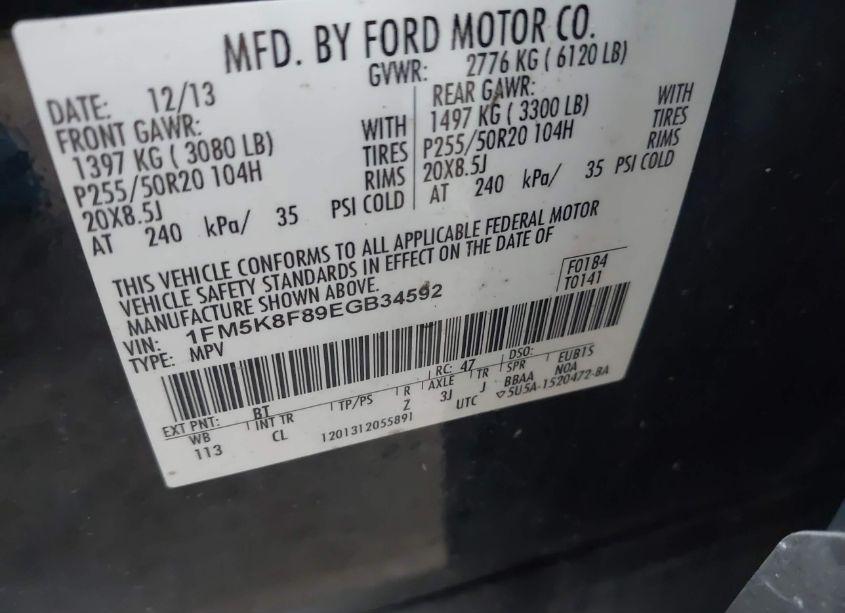 MFD. BY FORD MOTOR CO.
DATE: 12/13 GVWR: 2776 KG ( 6120 LB)
FRONT GAWR: REAR GAWR:
1397 KG ( 3080 LB) WITH 1497 KG ( 3300 LB) WITH
P255/50R20 104H TIRES P255/50R20 104H TIRES
20X8.5J RIMS 20X8.5J RIMS
AT 240 kPa/ 35 PSI COLD AT 240 kPa/ 35 PSI COLD
THIS VEHICLE CONFORMS TO ALL APPLICABLE FEDERAL MOTOR
VEHICLE SAFETY STANDARDS IN EFFECT ON THE DATE OF
MANUFACTURE SHOWN ABOVE.
F0184
T0141
VIN: 1FM5K8F89EGB34592
TYPE: MPV
EXT PNT: BT RC: 47 DSO:
WB INT TR TP/PS R AXLE TR SPR EUB1S
113 CL Z 3J J BBAA NOA
1201312055891 UTC ▽5U5A-1520472-BA